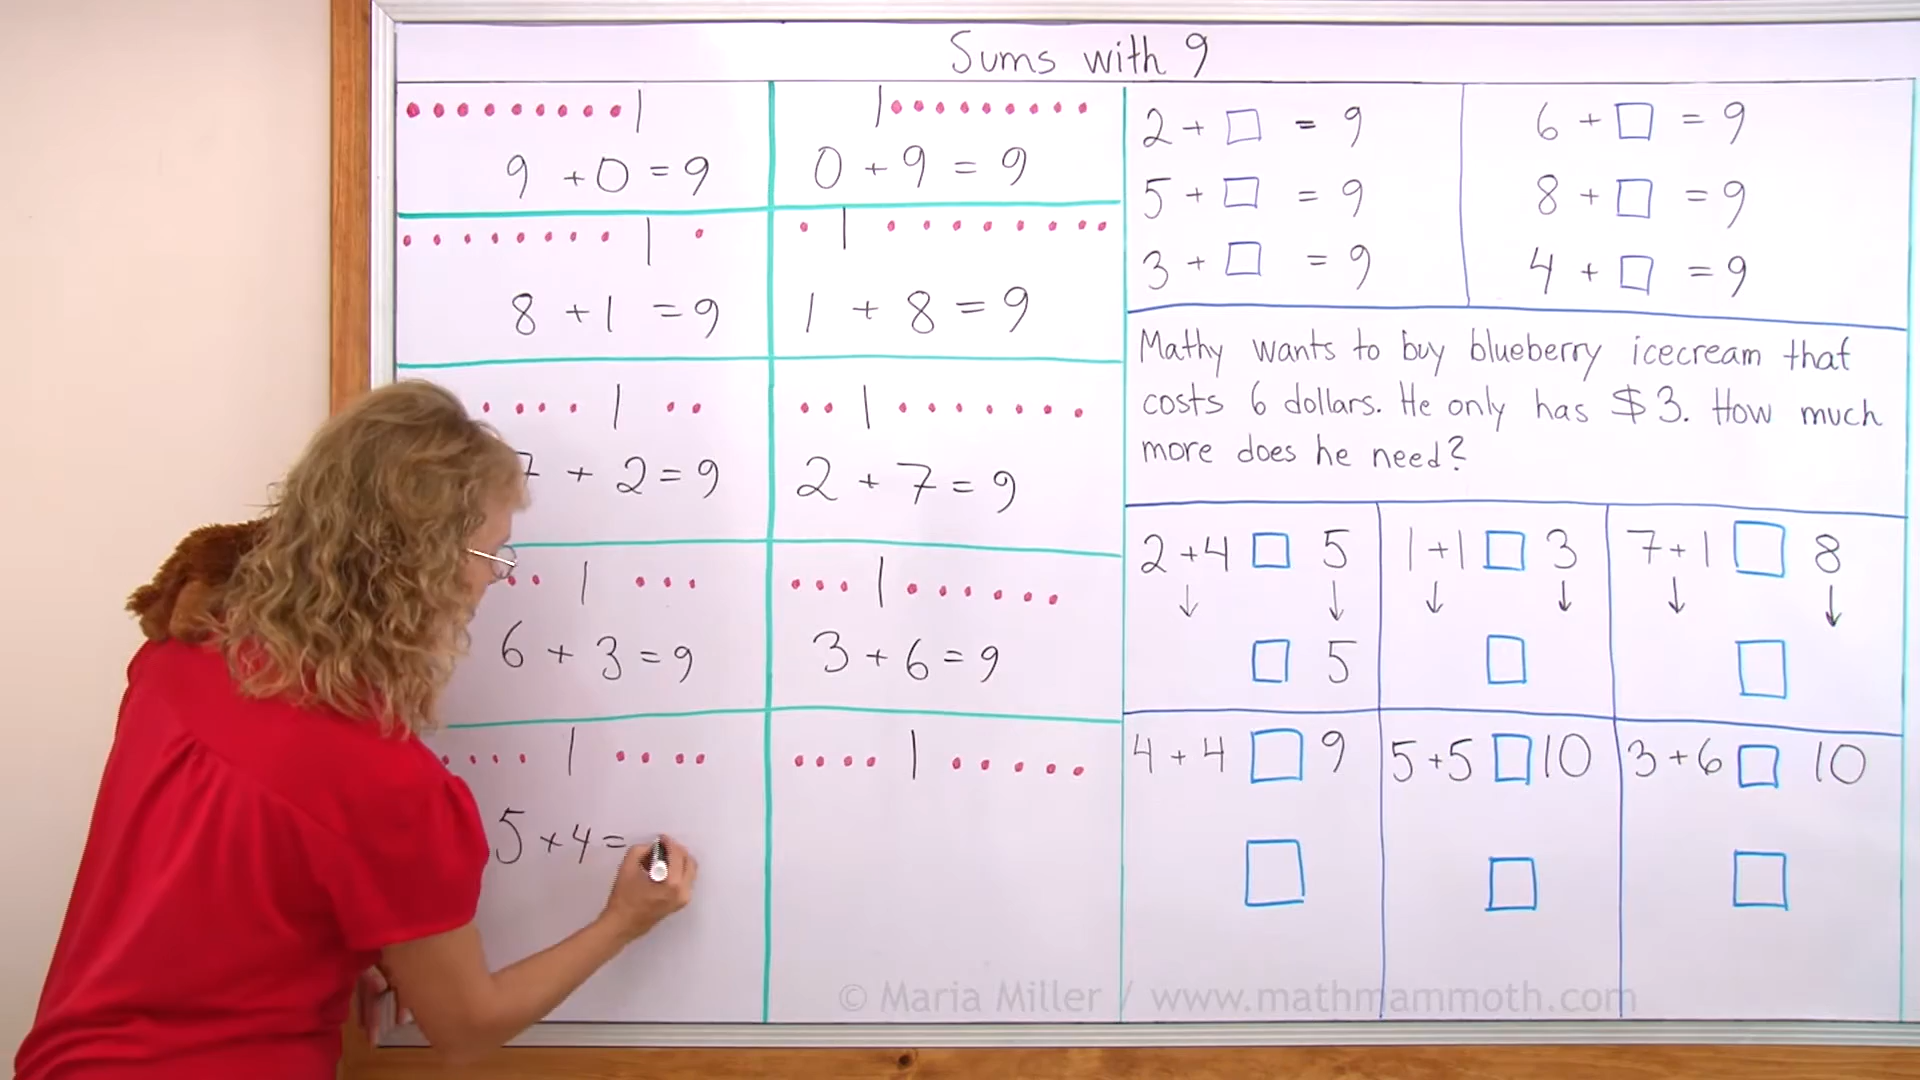 Sums with 9
9 + 0 = 9
0 + 9 = 9
8 + 1 = 9
1 + 8 = 9
7 + 2 = 9
2 + 7 = 9
6 + 3 = 9
3 + 6 = 9
5 + 4 =
2 + □ = 9
5 + □ = 9
3 + □ = 9
6 + □ = 9
8 + □ = 9
4 + □ = 9
Mathy wants to buy blueberry icecream that
costs 6 dollars. He only has $3. How much
more does he need?
2 + 4 □ 5
↓ ↓
□ 5
1 + 1 □ 3
↓ ↓
□
7 + 1 □ 8
↓ ↓
□
4 + 4 □ 9
□
5 + 5 □ 10
□
3 + 6 □ 10
□
© Maria Miller / www.mathmammoth.com